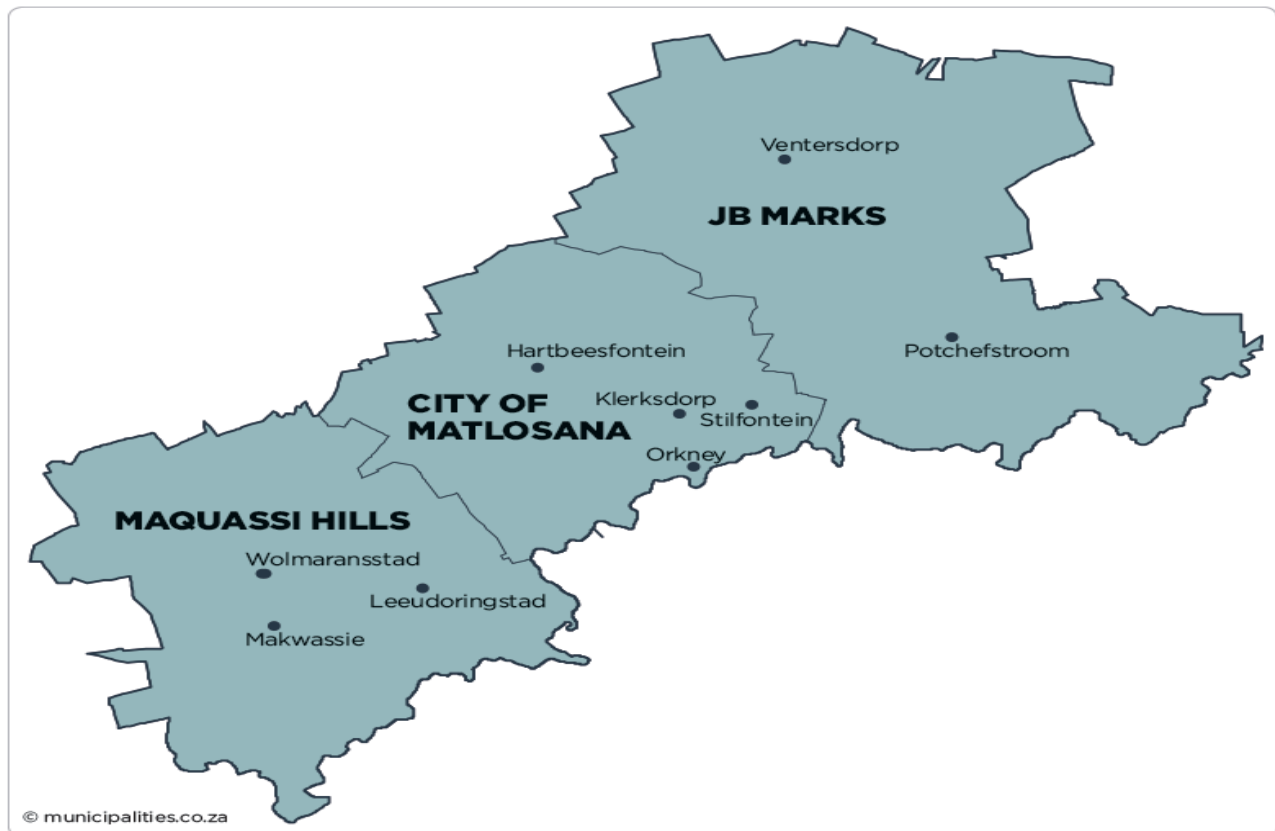 Ventersdorp
JB MARKS
Hartbeesfontein
Potchefstroom
CITY OF
MATLOSANA
Klerksdorp
Stilfontein
Orkney
MAQUASSI HILLS
Wolmaransstad
Leeudoringstad
Makwassie
© municipalities.co.za